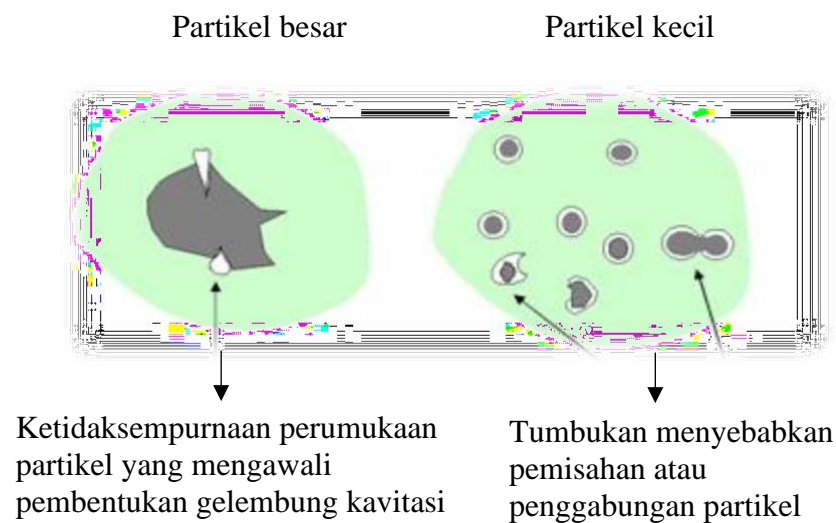 Partikel besar
Partikel kecil
Ketidaksempurnaan perumukaan
partikel yang mengawali
pembentukan gelembung kavitasi
Tumbukan menyebabkan
pemisahan atau
penggabungan partikel